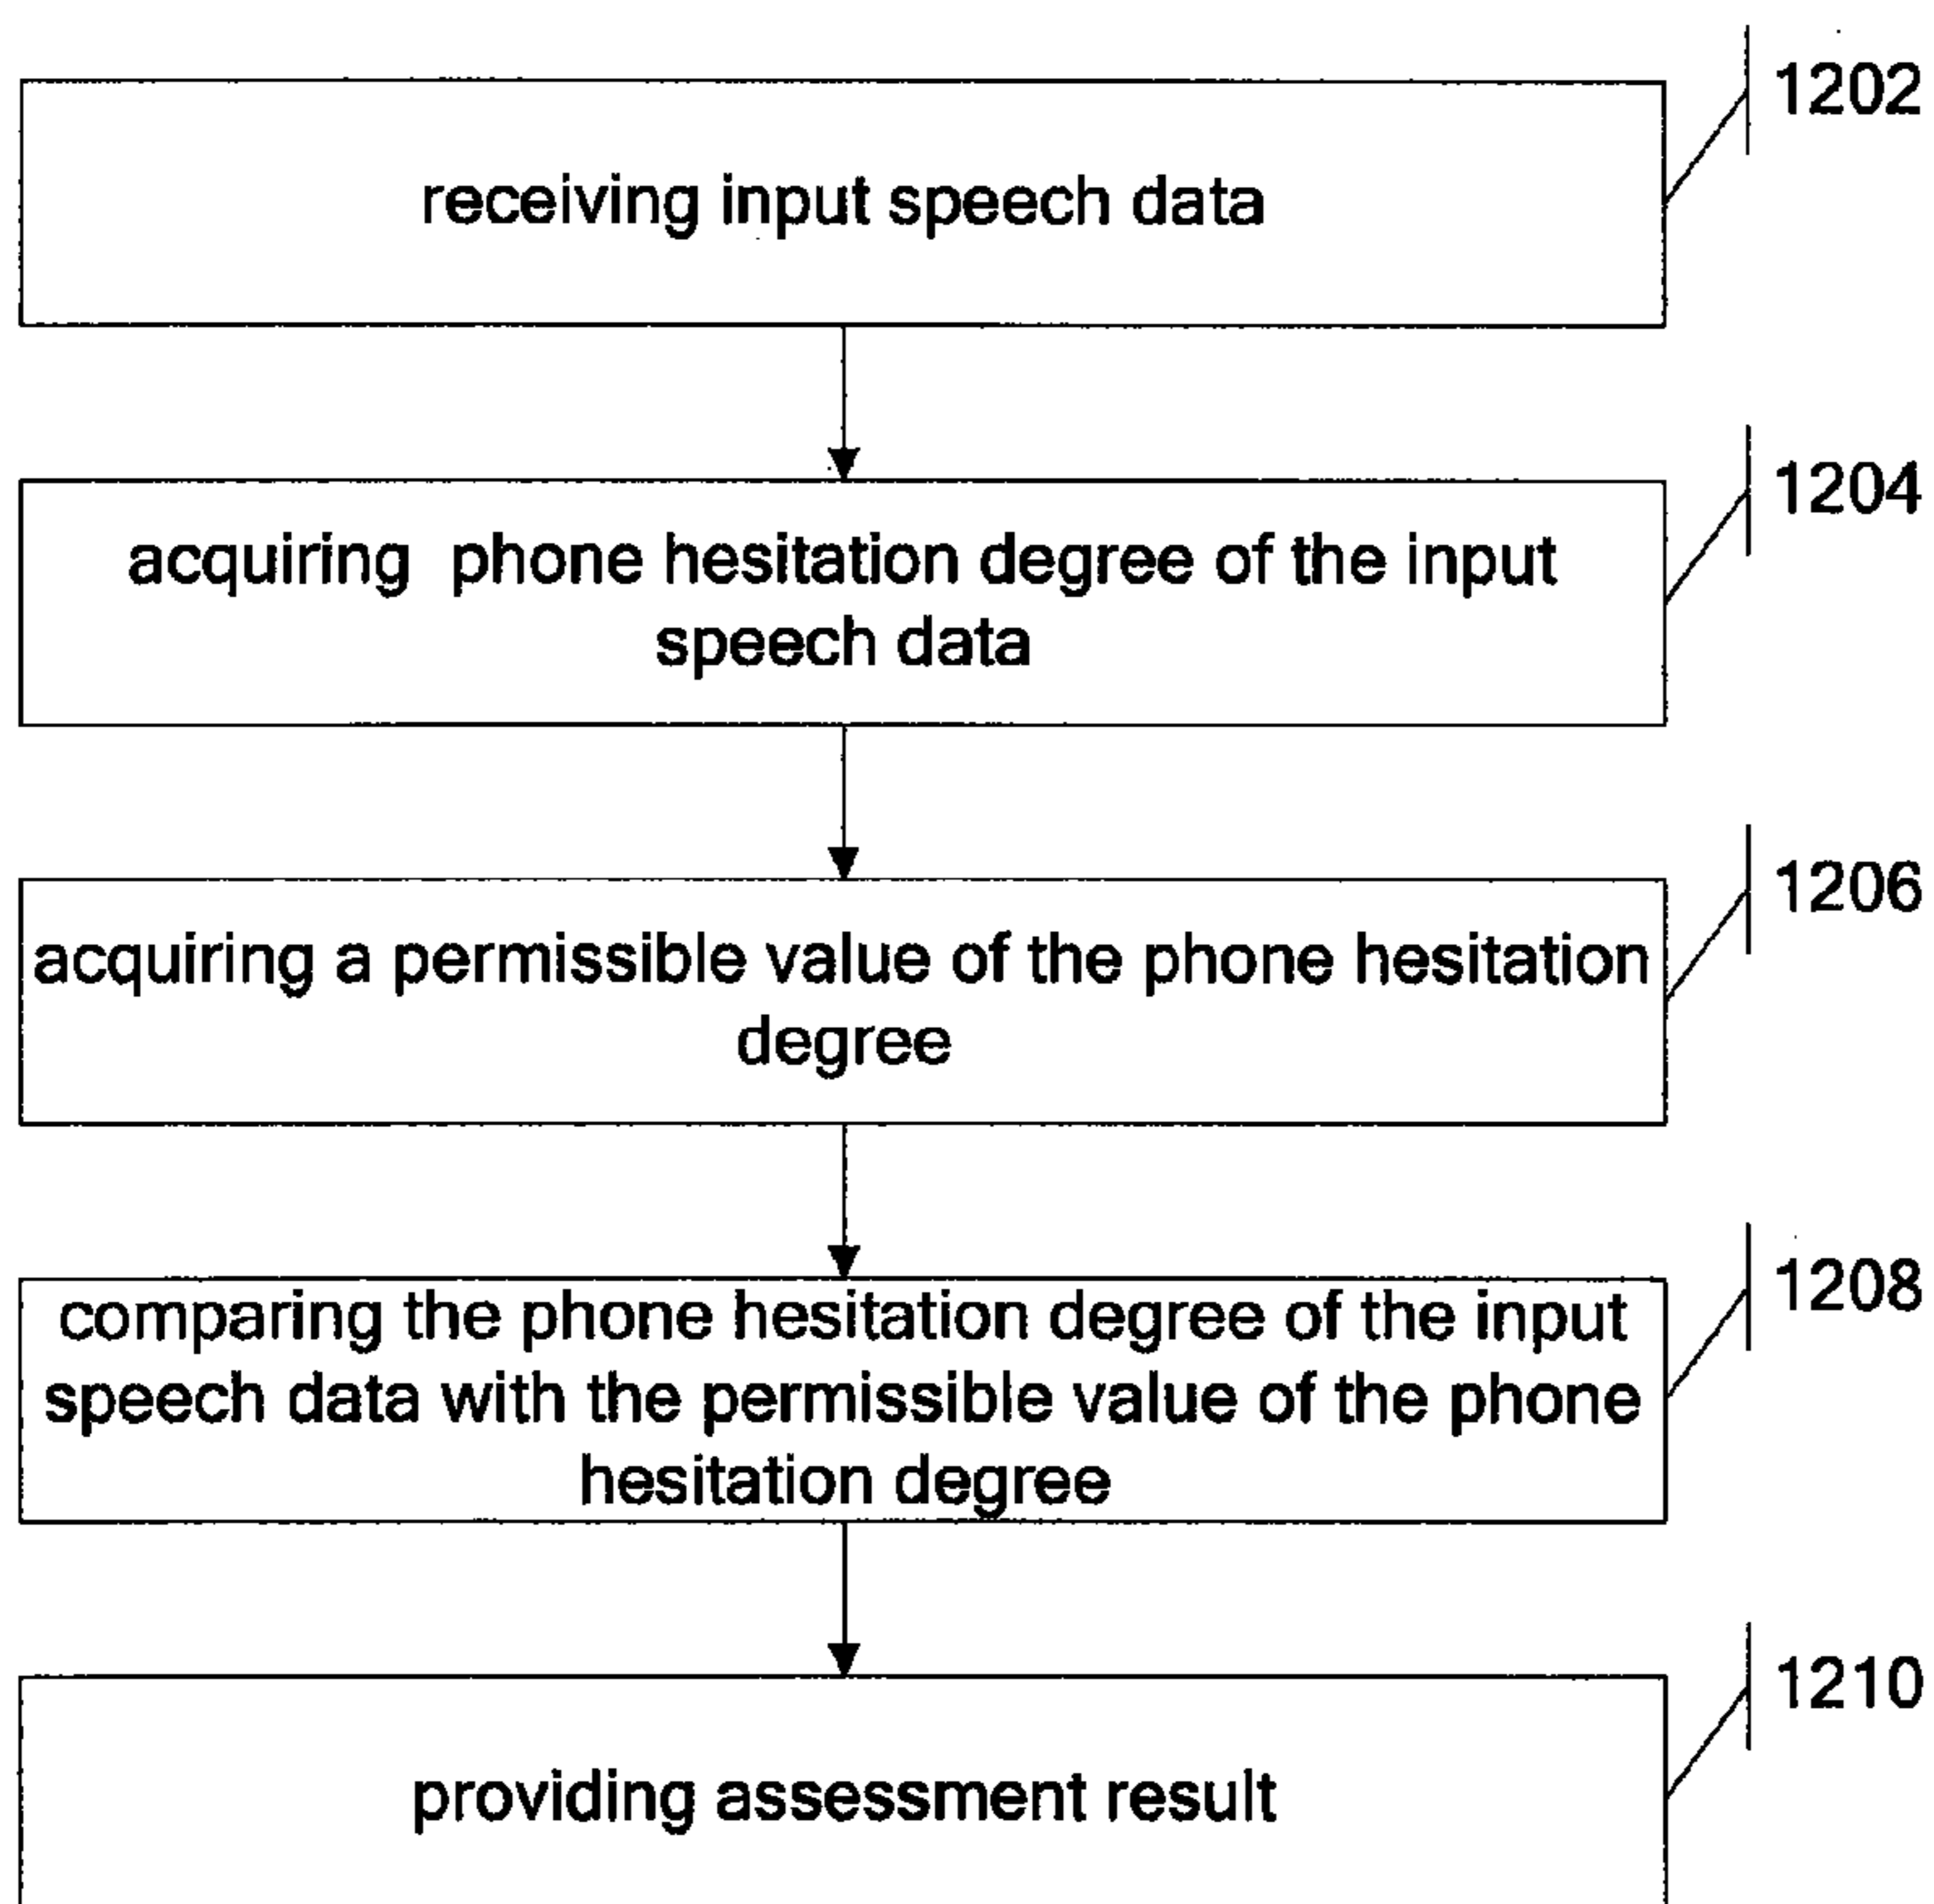 1202
receiving input speech data
1204
acquiring phone hesitation degree of the input
speech data
1206
acquiring a permissible value of the phone hesitation
degree
1208
comparing the phone hesitation degree of the input
speech data with the permissible value of the phone
hesitation degree
1210
providing assessment result